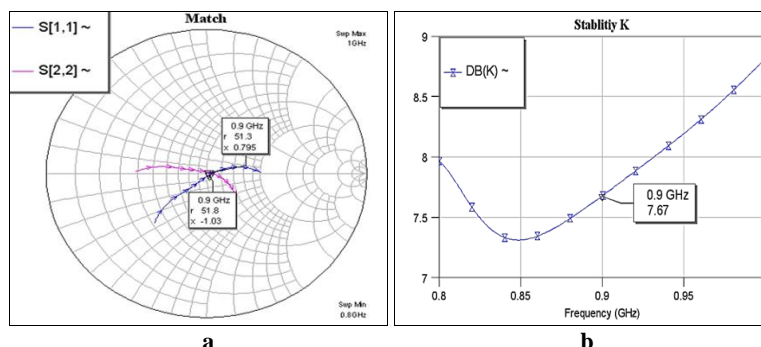 Match
S[1,1] ~
S[2,2] ~
Swp Max
1GHz
0.9 GHz
r 51.3
x 0.795
0.9 GHz
r 51.8
x -1.03
Swp Min
0.8GHz
a
Stablitiy K
DB(K) ~
9
8.5
8
7.5
7
0.9 GHz
7.67
0.8
0.85
0.9
0.95
Frequency (GHz)
b